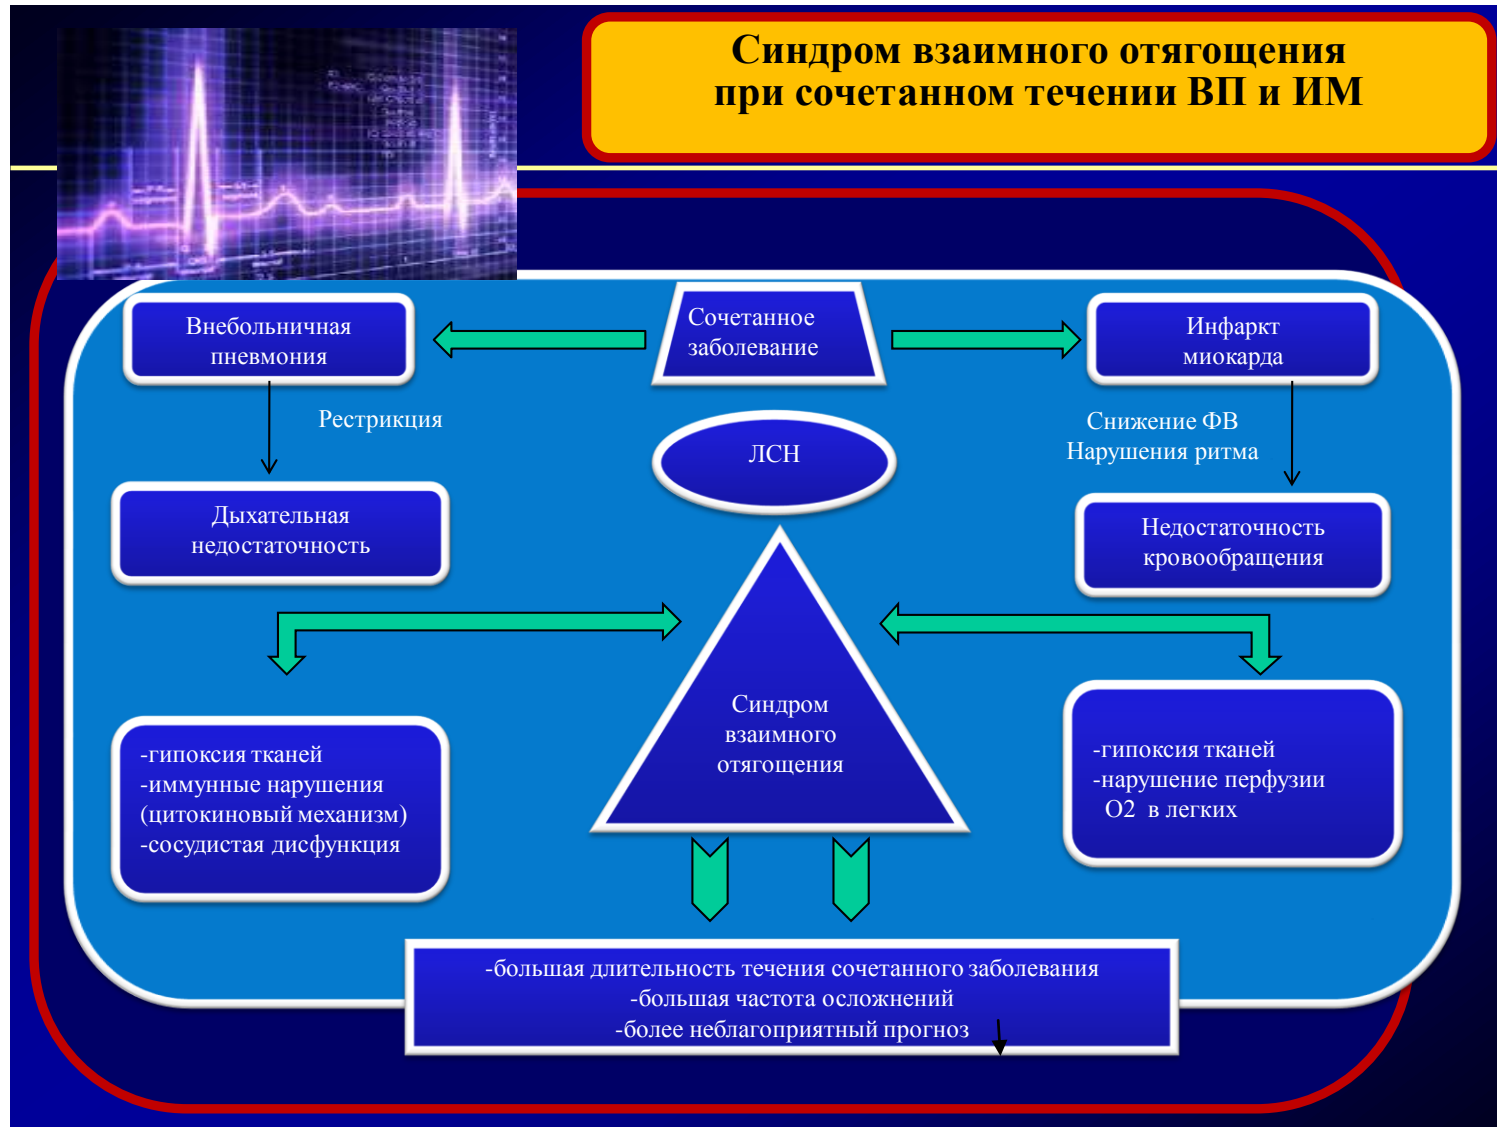 Синдром взаимного отягощения
при сочетанном течении ВП и ИМ
Внебольничная
пневмония
Сочетанное
заболевание
Инфаркт
миокарда
Рестрикция
Снижение ФВ
Нарушения ритма
ЛСН
Дыхательная
недостаточность
Недостаточность
кровообращения
Синдром
взаимного
отягощения
-гипоксия тканей
-иммунные нарушения
(цитокиновый механизм)
-сосудистая дисфункция
-гипоксия тканей
-нарушение перфузии
О2 в легких
-большая длительность течения сочетанного заболевания
-большая частота осложнений
-более неблагоприятный прогноз